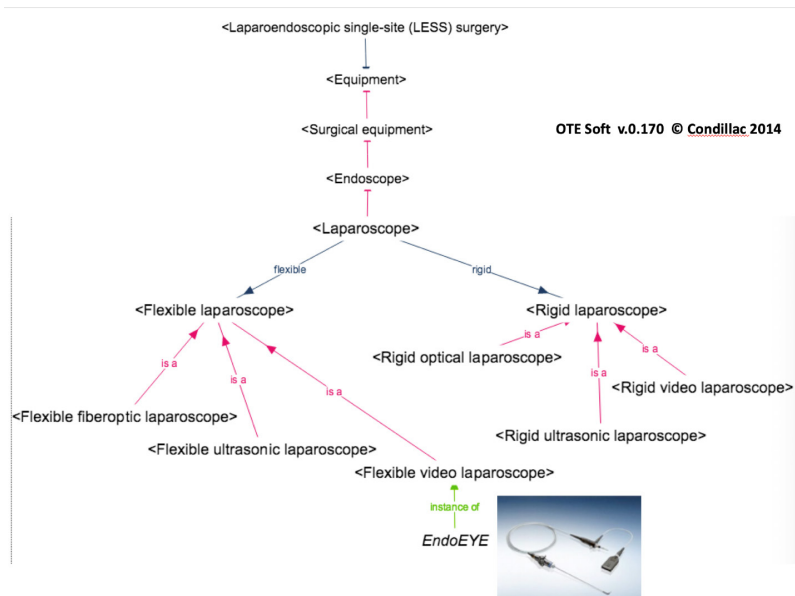 <Laparoendoscopic single-site (LESS) surgery>
<Equipment>
<Surgical equipment>
OTE Soft v.0.170 © Condillac 2014
<Endoscope>
<Laparoscope>
flexible
rigid
<Flexible laparoscope>
<Rigid laparoscope>
is a
<Rigid optical laparoscope>
is a
is a
is a
is a
is a
<Rigid video laparoscope>
<Flexible fiberoptic laparoscope>
<Rigid ultrasonic laparoscope>
<Flexible ultrasonic laparoscope>
<Flexible video laparoscope>
instance of
EndoEYE